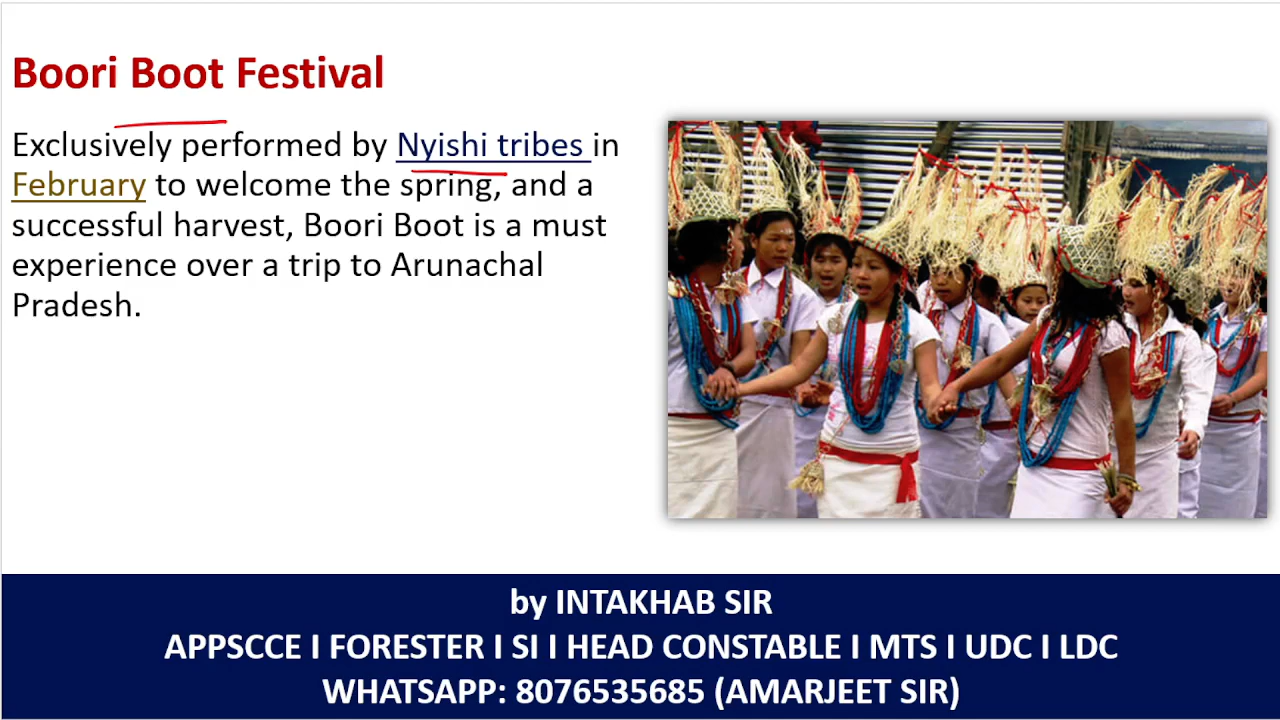 Boori Boot Festival
Exclusively performed by Nyishi tribes in
February to welcome the spring, and a
successful harvest, Boori Boot is a must
experience over a trip to Arunachal
Pradesh.
by INTAKHAB SIR
APPSCCE I FORESTER I SI I HEAD CONSTABLE I MTS I UDC I LDC
WHATSAPP: 8076535685 (AMARJEET SIR)